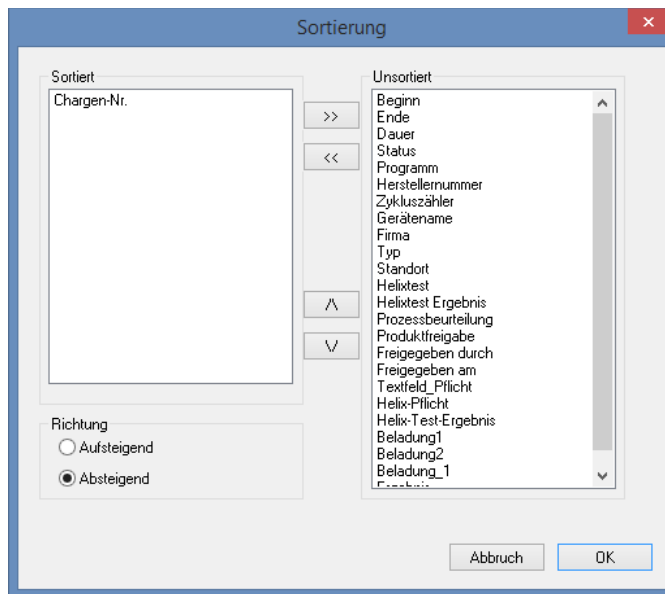 Sortierung
Sortiert
Chargen-Nr.
>>
<<
/\
\/
Unsortiert
Beginn
Ende
Dauer
Status
Programm
Herstellernummer
Zykluszähler
Gerätename
Firma
Typ
Standort
Helixtest
Helixtest Ergebnis
Prozessbeurteilung
Produktfreigabe
Freigegeben durch
Freigegeben am
Textfeld_Pflicht
Helix-Pflicht
Helix-Test-Ergebnis
Beladung1
Beladung2
Beladung_1
Richtung
Aufsteigend
Absteigend
Abbruch
OK